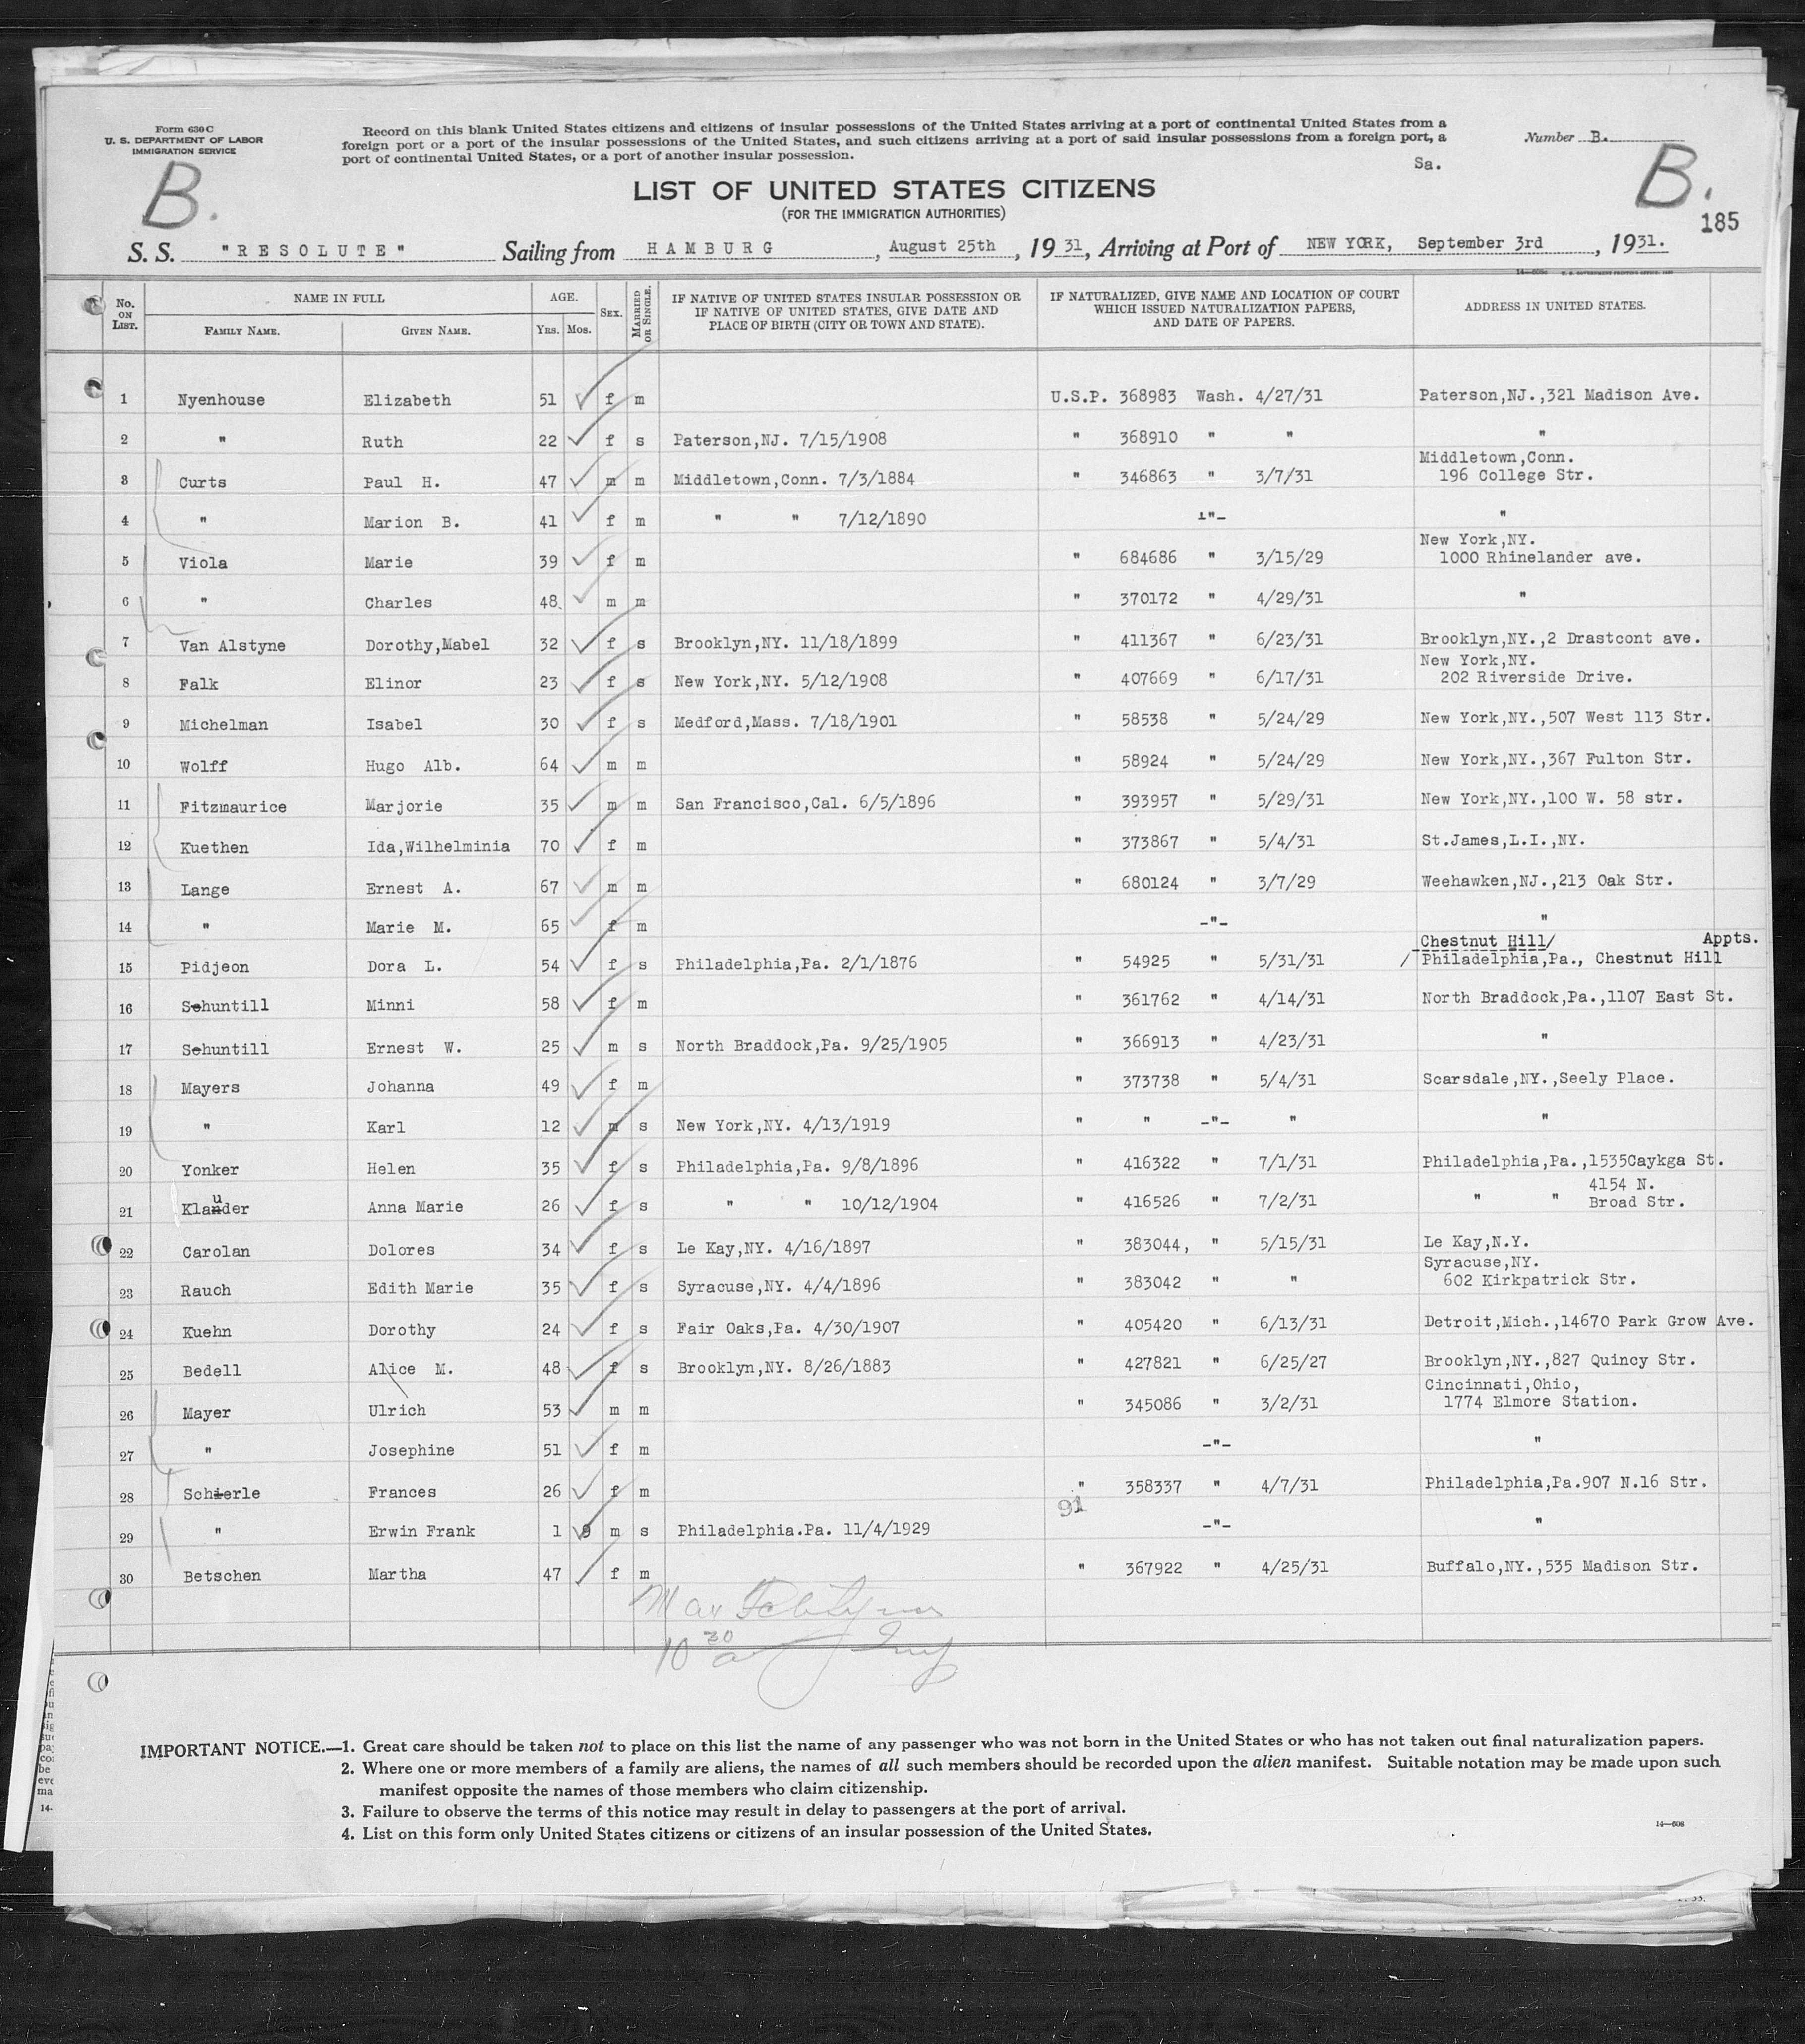 Form 630 C
U. S. DEPARTMENT OF LABOR
IMMIGRATION SERVICE
Record on this blank United States citizens and citizens of insular possessions of the United States arriving at a port of continental United States from a
foreign port or a port of the insular possessions of the United States, and such citizens arriving at a port of said insular possessions from a foreign port, a
port of continental United States, or a port of another insular possession.
Number B.
Sa.
B.
B.
185
LIST OF UNITED STATES CITIZENS
(FOR THE IMMIGRATION AUTHORITIES)
S. S. "RESOLUTE" Sailing from HAMBURG, August 25th, 1931, Arriving at Port of NEW YORK, September 3rd, 1931.
No. ON LIST. NAME IN FULL FAMILY NAME. GIVEN NAME. AGE. YRS. MOS. SEX. MARRIED OR SINGLE. IF NATIVE OF UNITED STATES INSULAR POSSESSION OR IF NATIVE OF UNITED STATES, GIVE DATE AND PLACE OF BIRTH (CITY OR TOWN AND STATE). IF NATURALIZED, GIVE NAME AND LOCATION OF COURT WHICH ISSUED NATURALIZATION PAPERS, AND DATE OF PAPERS. ADDRESS IN UNITED STATES.
1 Nyenhouse Elizabeth 51 f m U.S.P. 368983 Wash. 4/27/31 Paterson,NJ.,321 Madison Ave.
2 " Ruth 22 f s Paterson,NJ. 7/15/1908 " 368910 " " "
3 Curts Paul H. 47 m m Middletown,Conn. 7/3/1884 " 346863 " 3/7/31 Middletown,Conn. 196 College Str.
4 " Marion B. 41 f m " " 7/12/1890 -"- "
5 Viola Marie 39 f m " 684686 " 3/15/29 New York,NY. 1000 Rhinelander ave.
6 " Charles 48 m m " 370172 " 4/29/31 "
7 Van Alstyne Dorothy,Mabel 32 f s Brooklyn,NY. 11/18/1899 " 411367 " 6/23/31 Brooklyn,NY.,2 Drastcont ave.
8 Falk Elinor 23 f s New York,NY. 5/12/1908 " 407669 " 6/17/31 New York,NY. 202 Riverside Drive.
9 Michelman Isabel 30 f s Medford,Mass. 7/18/1901 " 58538 " 5/24/29 New York,NY.,507 West 113 Str.
10 Wolff Hugo Alb. 64 m m " 58924 " 5/24/29 New York,NY.,367 Fulton Str.
11 Fitzmaurice Marjorie 35 m m San Francisco,Cal. 6/5/1896 " 393957 " 5/29/31 New York,NY.,100 W. 58 str.
12 Kuethen Ida,Wilhelminia 70 f m " 373867 " 5/4/31 St.James,L.I.,NY.
13 Lange Ernest A. 67 m m " 680124 " 3/7/29 Weehawken,NJ.,213 Oak Str.
14 " Marie M. 65 f m -"- "
15 Pidjeon Dora L. 54 f s Philadelphia,Pa. 2/1/1876 " 54925 " 5/31/31 Chestnut Hill/ Appts. / Philadelphia,Pa., Chestnut Hill
16 Schuntill Minni 58 f m " 361762 " 4/14/31 North Braddock,Pa.,1107 East St.
17 Schuntill Ernest W. 25 m s North Braddock,Pa. 9/25/1905 " 366913 " 4/23/31 "
18 Mayers Johanna 49 f m " 373738 " 5/4/31 Scarsdale,NY.,Seely Place.
19 " Karl 12 m s New York,NY. 4/13/1919 " " -"- " "
20 Yonker Helen 35 f s Philadelphia,Pa. 9/8/1896 " 416322 " 7/1/31 Philadelphia,Pa.,1535Caykga St.
21 Klauder Anna Marie 26 f s " " 10/12/1904 " 416526 " 7/2/31 " " 4154 N. Broad Str.
22 Carolan Dolores 34 f s Le Kay,NY. 4/16/1897 " 383044, " 5/15/31 Le Kay,N.Y.
23 Rauch Edith Marie 35 f s Syracuse,NY. 4/4/1896 " 383042 " " Syracuse,NY. 602 Kirkpatrick Str.
24 Kuehn Dorothy 24 f s Fair Oaks,Pa. 4/30/1907 " 405420 " 6/13/31 Detroit,Mich.,14670 Park Grow Ave.
25 Bedell Alice M. 48 f s Brooklyn,NY. 8/26/1883 " 427821 " 6/25/27 Brooklyn,NY.,827 Quincy Str.
26 Mayer Ulrich 53 m m " 345086 " 3/2/31 Cincinnati,Ohio, 1774 Elmore Station.
27 " Josephine 51 f m -"- "
28 Schierle Frances 26 f m " 358337 " 4/7/31 Philadelphia,Pa.907 N.16 Str.
91
29 " Erwin Frank 1 9 m s Philadelphia.Pa. 11/4/1929 -"- "
30 Betschen Martha 47 f m " 367922 " 4/25/31 Buffalo,NY.,535 Madison Str.
Max
10 30 a
IMPORTANT NOTICE.—1. Great care should be taken not to place on this list the name of any passenger who was not born in the United States or who has not taken out final naturalization papers.
2. Where one or more members of a family are aliens, the names of all such members should be recorded upon the alien manifest. Suitable notation may be made upon such
manifest opposite the names of those members who claim citizenship.
3. Failure to observe the terms of this notice may result in delay to passengers at the port of arrival.
4. List on this form only United States citizens or citizens of an insular possession of the United States.
14—608